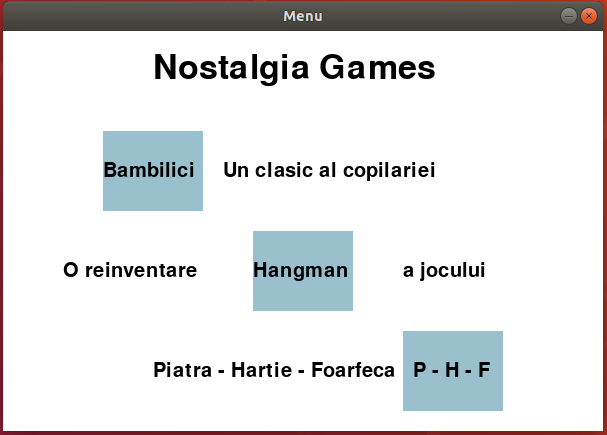 Menu
Nostalgia Games
Bambilici Un clasic al copilariei
O reinventare Hangman a jocului
Piatra - Hartie - Foarfeca P - H - F